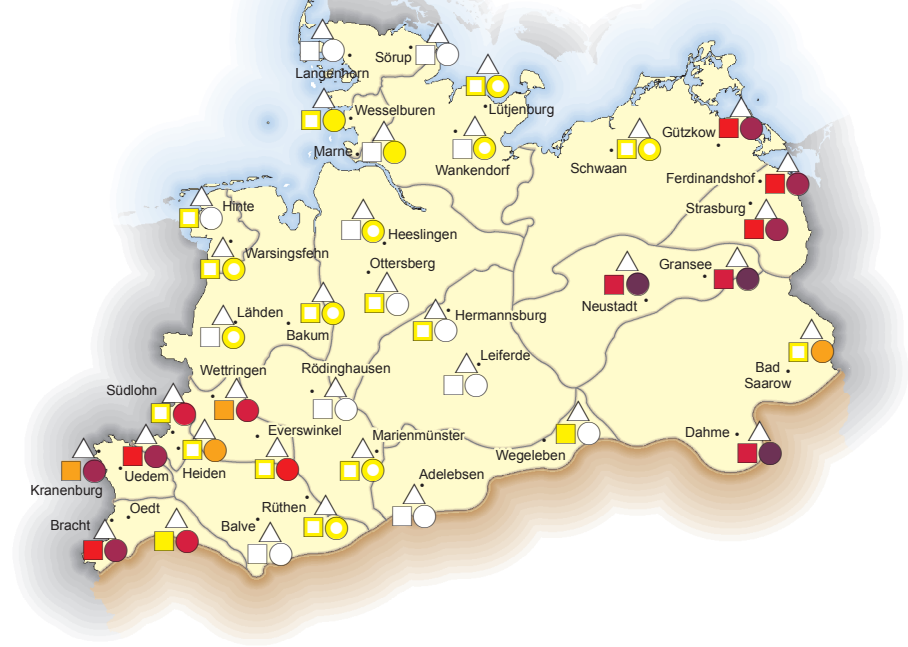 Sörup
Langenhorn
Wesselburen
Lütjenburg
Gützkow
Marne
Wankendorf
Schwaan
Ferdinandshof
Hinte
Strasburg
Heeslingen
Warsingsfehn
Ottersberg
Gransee
Neustadt
Lähden
Hermannsburg
Bakum
Leiferde
Wettringen
Rödinghausen
Bad
Saarow
Südlohn
Everswinkel
Marienmünster
Dahme
Wegeleben
Uedem
Heiden
Adelebsen
Kranenburg
Oedt
Rüthen
Bracht
Balve